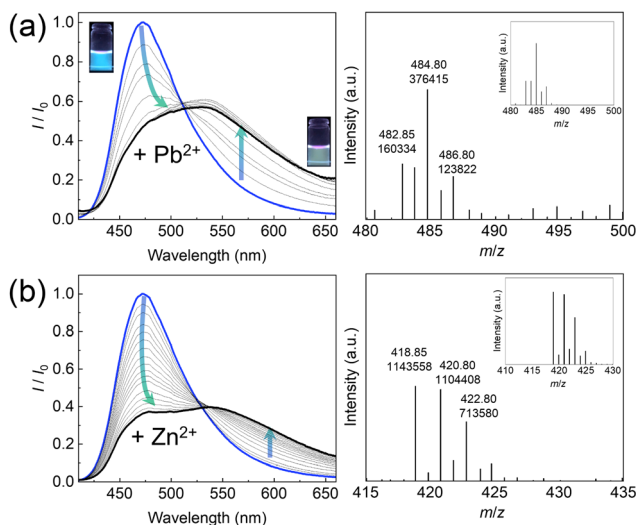 (a)
1.0
0.8
0.6
0.4
0.2
0.0
I / I0
+ Pb2+
450 500 550 600 650
Wavelength (nm)
Intensity (a.u.)
484.80
376415
482.85
160334
486.80
123822
480 485 490 495 500
m/z
Intensity (a.u.)
480 485 490 495 500
m/z
(b)
1.0
0.8
0.6
0.4
0.2
0.0
I / I0
+ Zn2+
450 500 550 600 650
Wavelength (nm)
Intensity (a.u.)
418.85
1143558
420.80
1104408
422.80
713580
415 420 425 430 435
m/z
Intensity (a.u.)
410 415 420 425 430
m/z